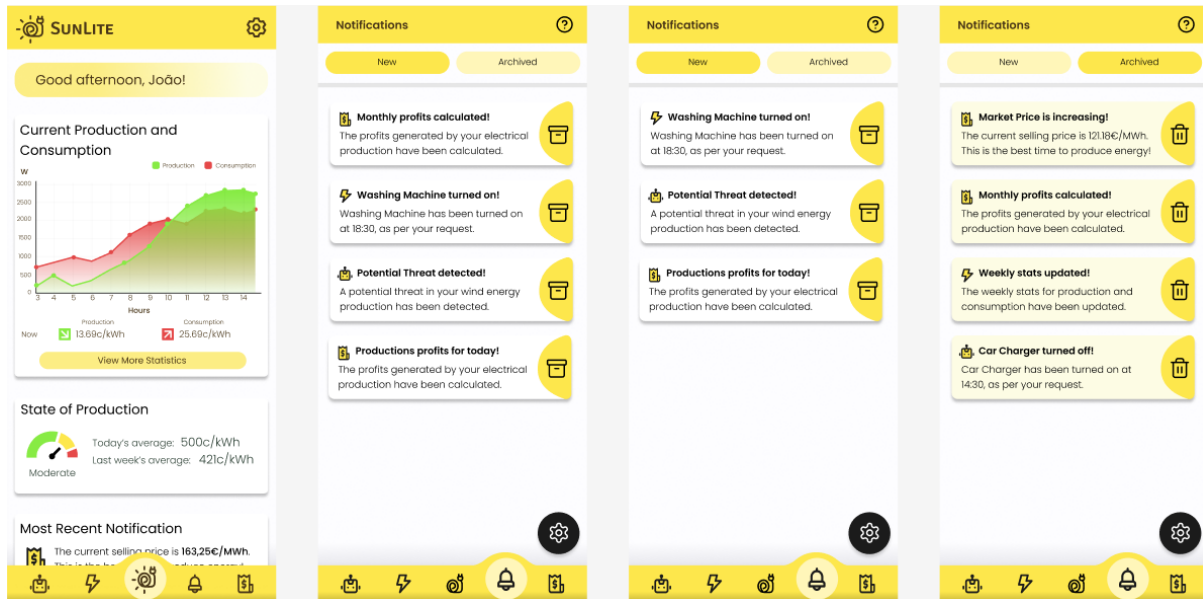 SUNLITE
Good afternoon, João!
Current Production and
Consumption
Production
Consumption
W
3000
2500
2000
1500
1000
500
0
3 4 5 6 7 8 9 10 11 12 13 14
Hours
Production
Consumption
Now
13.69c/kWh
25.69c/kWh
View More Statistics
State of Production
Today's average: 500c/kWh
Last week's average: 421c/kWh
Moderate
Most Recent Notification
The current selling price is 163,25€/MWh.
Notifications
New
Archived
Monthly profits calculated!
The profits generated by your electrical
production have been calculated.
Washing Machine turned on!
Washing Machine has been turned on
at 18:30, as per your request.
Potential Threat detected!
A potential threat in your wind energy
production has been detected.
Productions profits for today!
The profits generated by your electrical
production have been calculated.
Notifications
New
Archived
Washing Machine turned on!
Washing Machine has been turned on
at 18:30, as per your request.
Potential Threat detected!
A potential threat in your wind energy
production has been detected.
Productions profits for today!
The profits generated by your electrical
production have been calculated.
Notifications
New
Archived
Market Price is increasing!
The current selling price is 121.18€/MWh.
This is the best time to produce energy!
Monthly profits calculated!
The profits generated by your electrical
production have been calculated.
Weekly stats updated!
The weekly stats for production and
consumption have been updated.
Car Charger turned off!
Car Charger has been turned on at
14:30, as per your request.